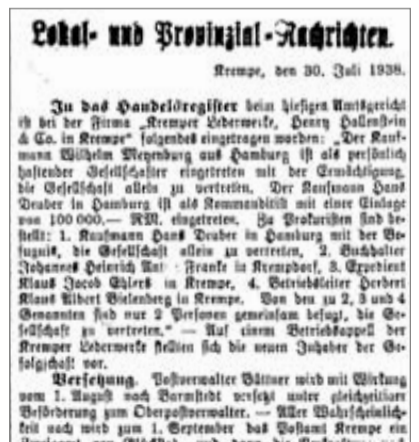 Lokal- und Provinzial-Nachrichten.
Krempe, den 30. Juli 1938.
In das Handelsregister beim hiesigen Amtsgericht
ist bei der Firma „Kremper Lederwerke, Henry Hallenstein
& Co. in Krempe“ folgendes eingetragen worden: „Der Kauf-
mann Wilhelm Meyenburg aus Hamburg ist als persönlich
haftender Gesellschafter eingetreten mit der Ermächtigung,
die Gesellschaft allein zu vertreten. Der Kaufmann Hans
Deuber in Hamburg ist als Kommanditist mit einer Einlage
von 100 000,— RM. eingetreten. Zu Prokuristen sind be-
stellt: 1. Kaufmann Hans Deuber in Hamburg mit der Be-
fugnis, die Gesellschaft allein zu vertreten, 2. Buchhalter
Johannes Heinrich Franke in Krempdorf, 3. Expedient
Klaus Jacob Ehlers in Krempe, 4. Betriebsleiter Herbert
Klaus Albert Bielenberg in Krempe. Von den zu 2, 3 und 4
Genannten sind nur 2 Personen gemeinsam befugt, die Ge-
sellschaft zu vertreten.“ — Auf einem Betriebsappell der
Kremper Lederwerke stellten sich die neuen Inhaber der Ge-
folgschaft vor.
Versetzung. Postverwalter Büttner wird mit Wirkung
vom 1. August nach Barmstedt versetzt unter gleichzeitiger
Beförderung zum Oberpostverwalter. — Aller Wahrscheinlich-
keit nach wird zum 1. September das Postamt Krempe ein